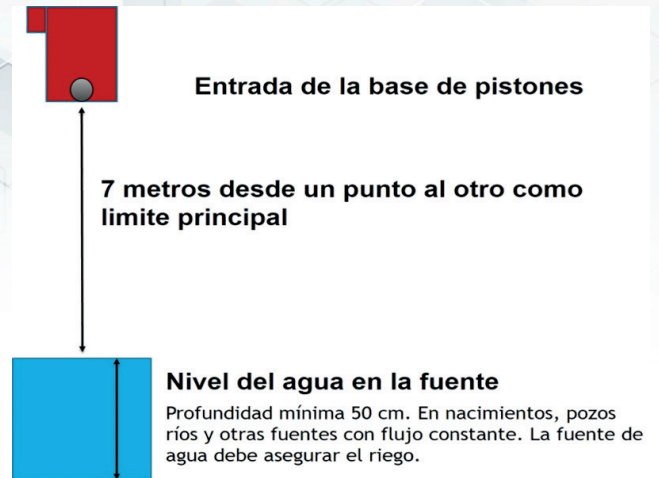 Entrada de la base de pistones
7 metros desde un punto al otro como
limite principal
Nivel del agua en la fuente
Profundidad mínima 50 cm. En nacimientos, pozos
ríos y otras fuentes con flujo constante. La fuente de
agua debe asegurar el riego.